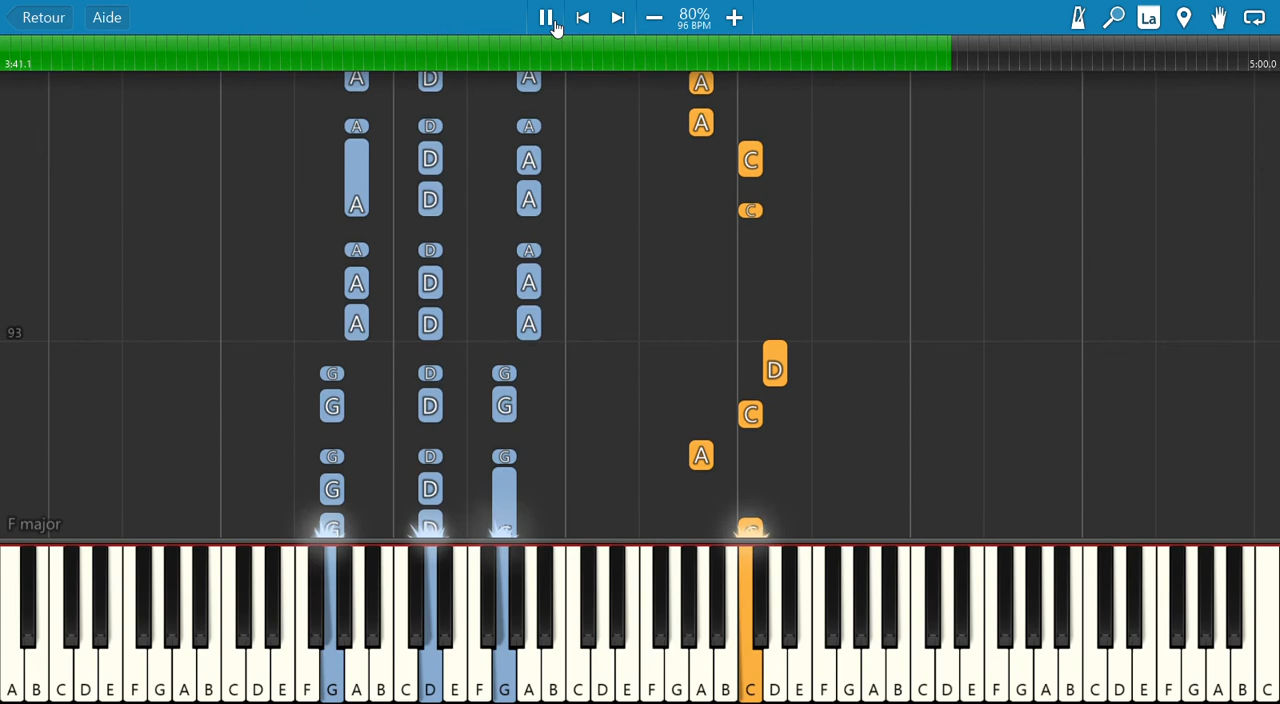 Retour Aide 80% La
96 BPM
3:41.1 5:00.0
A D A A
A D A A
D A C
A D A C
A D A
A D A
A D A
93
G D G D
G D G C
G D G A
G D
F major G D G C
A B C D E F G A B C D E F G A B C D E F G A B C D E F G A B C D E F G A B C D E F G A B C D E F G A B C